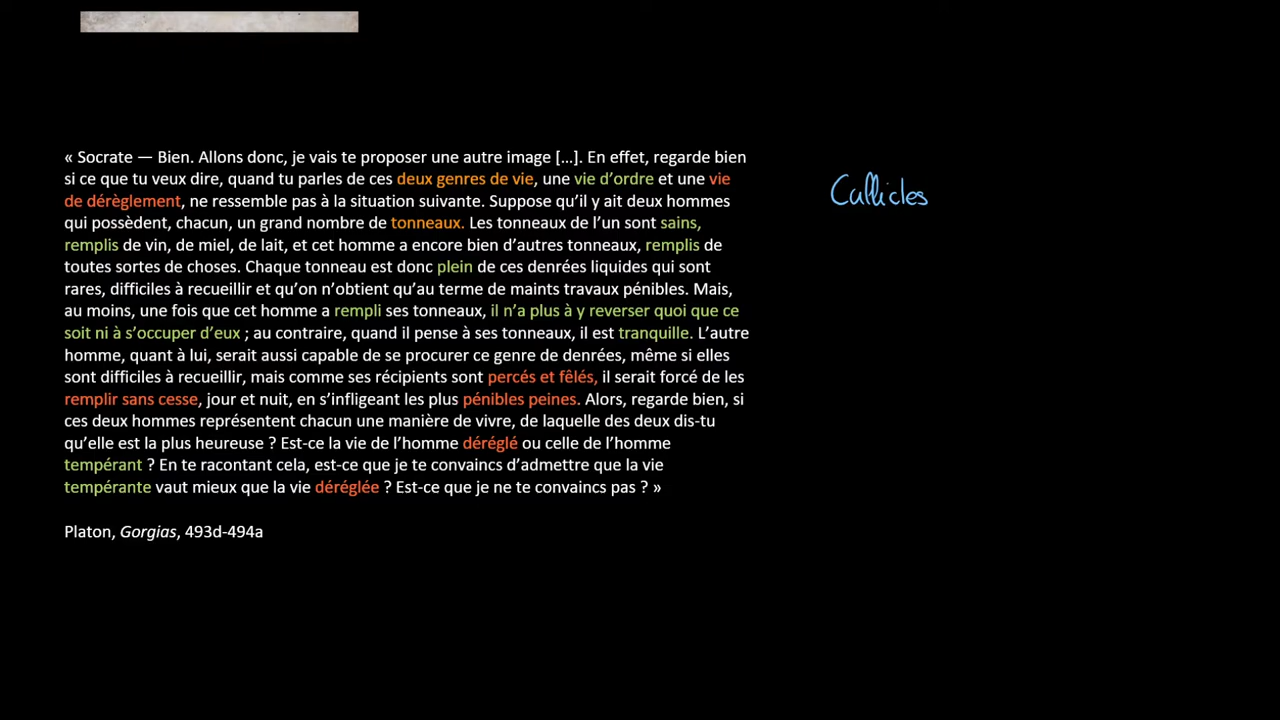 « Socrate — Bien. Allons donc, je vais te proposer une autre image [...]. En effet, regarde bien
si ce que tu veux dire, quand tu parles de ces deux genres de vie, une vie d’ordre et une vie
de dérèglement, ne ressemble pas à la situation suivante. Suppose qu’il y ait deux hommes
qui possèdent, chacun, un grand nombre de tonneaux. Les tonneaux de l’un sont sains,
remplis de vin, de miel, de lait, et cet homme a encore bien d’autres tonneaux, remplis de
toutes sortes de choses. Chaque tonneau est donc plein de ces denrées liquides qui sont
rares, difficiles à recueillir et qu’on n’obtient qu’au terme de maints travaux pénibles. Mais,
au moins, une fois que cet homme a rempli ses tonneaux, il n’a plus à y reverser quoi que ce
soit ni à s’occuper d’eux ; au contraire, quand il pense à ses tonneaux, il est tranquille. L’autre
homme, quant à lui, serait aussi capable de se procurer ce genre de denrées, même si elles
sont difficiles à recueillir, mais comme ses récipients sont percés et fêlés, il serait forcé de les
remplir sans cesse, jour et nuit, en s’infligeant les plus pénibles peines. Alors, regarde bien, si
ces deux hommes représentent chacun une manière de vivre, de laquelle des deux dis-tu
qu’elle est la plus heureuse ? Est-ce la vie de l’homme déréglé ou celle de l’homme
tempérant ? En te racontant cela, est-ce que je te convaincs d’admettre que la vie
tempérante vaut mieux que la vie déréglée ? Est-ce que je ne te convaincs pas ? »
Platon, Gorgias, 493d-494a
Callicles